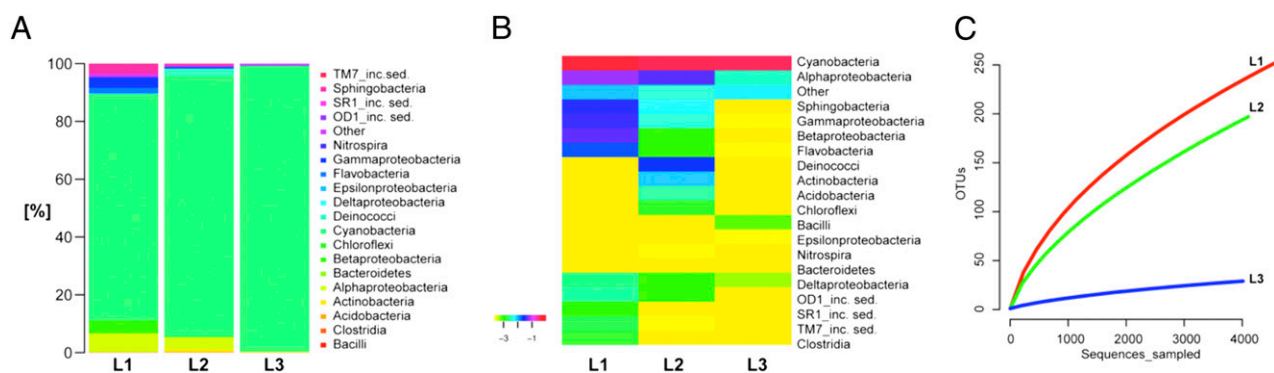 A
B
C
100
80
60
[%]
40
20
0
L1 L2 L3
TM7_inc.sed.
Sphingobacteria
SR1_inc. sed.
OD1_inc. sed.
Other
Nitrospira
Gammaproteobacteria
Flavobacteria
Epsilonproteobacteria
Deltaproteobacteria
Deinococci
Cyanobacteria
Chloroflexi
Betaproteobacteria
Bacteroidetes
Alphaproteobacteria
Actinobacteria
Acidobacteria
Clostridia
Bacilli
Cyanobacteria
Alphaproteobacteria
Other
Sphingobacteria
Gammaproteobacteria
Betaproteobacteria
Flavobacteria
Deinococci
Actinobacteria
Acidobacteria
Chloroflexi
Bacilli
Epsilonproteobacteria
Nitrospira
Bacteroidetes
Deltaproteobacteria
OD1_inc. sed.
SR1_inc. sed.
TM7_inc. sed.
Clostridia
−3 −1
L1 L2 L3
250
200
150
100
50
0
OTUs
L1
L2
L3
0 1000 2000 3000 4000
Sequences_sampled